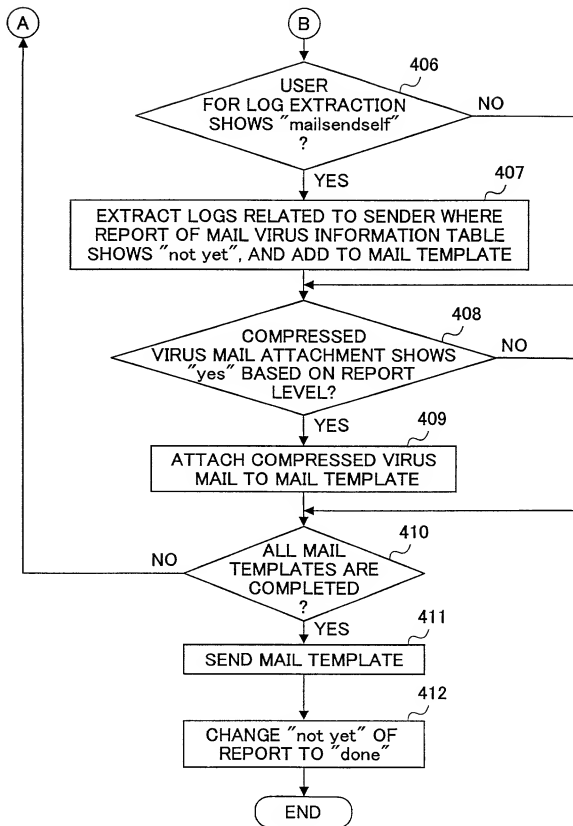 A
B
406
USER
FOR LOG EXTRACTION
SHOWS "mailsendself"
?
NO
YES
407
EXTRACT LOGS RELATED TO SENDER WHERE
REPORT OF MAIL VIRUS INFORMATION TABLE
SHOWS "not yet", AND ADD TO MAIL TEMPLATE
408
COMPRESSED
VIRUS MAIL ATTACHMENT SHOWS
"yes" BASED ON REPORT
LEVEL?
NO
YES
409
ATTACH COMPRESSED VIRUS
MAIL TO MAIL TEMPLATE
410
NO
ALL MAIL
TEMPLATES ARE
COMPLETED
?
YES
411
SEND MAIL TEMPLATE
412
CHANGE "not yet" OF
REPORT TO "done"
END